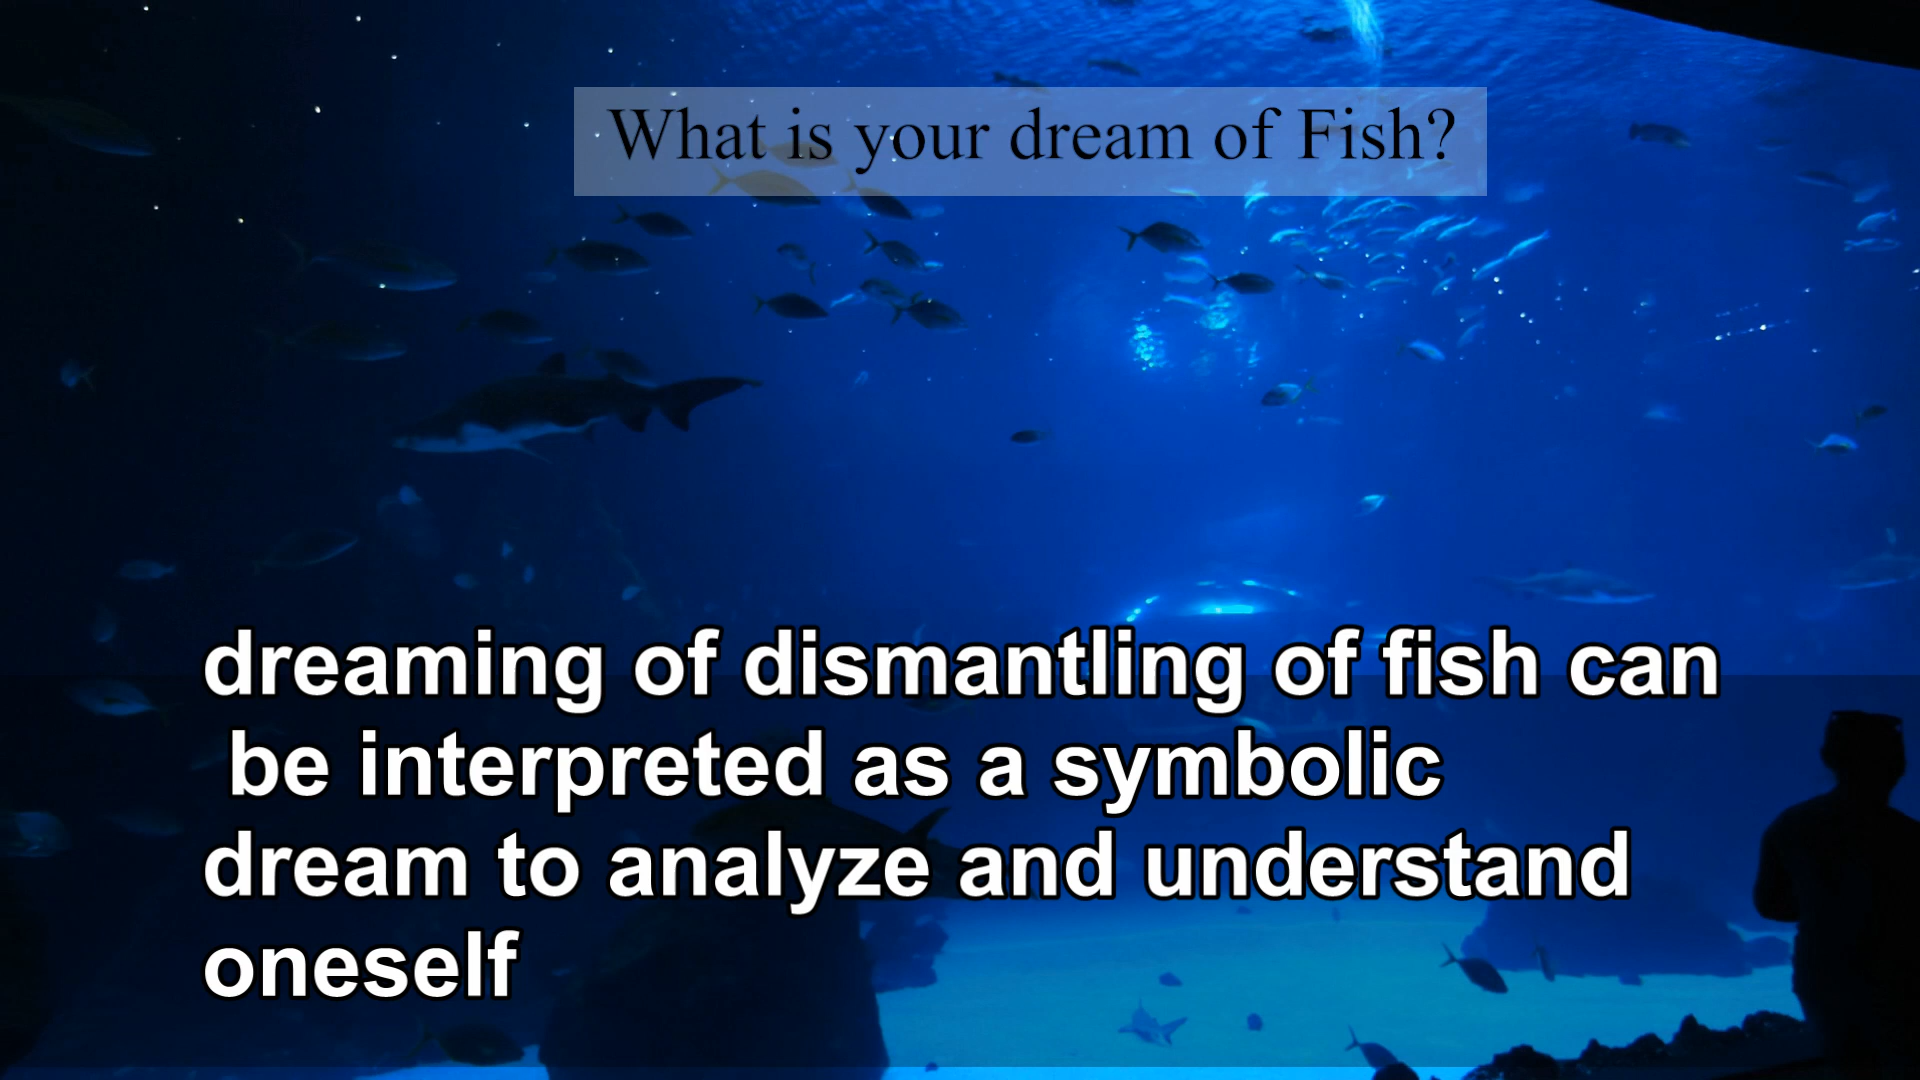 What is your dream of Fish?
dreaming of dismantling of fish can
be interpreted as a symbolic
dream to analyze and understand
oneself